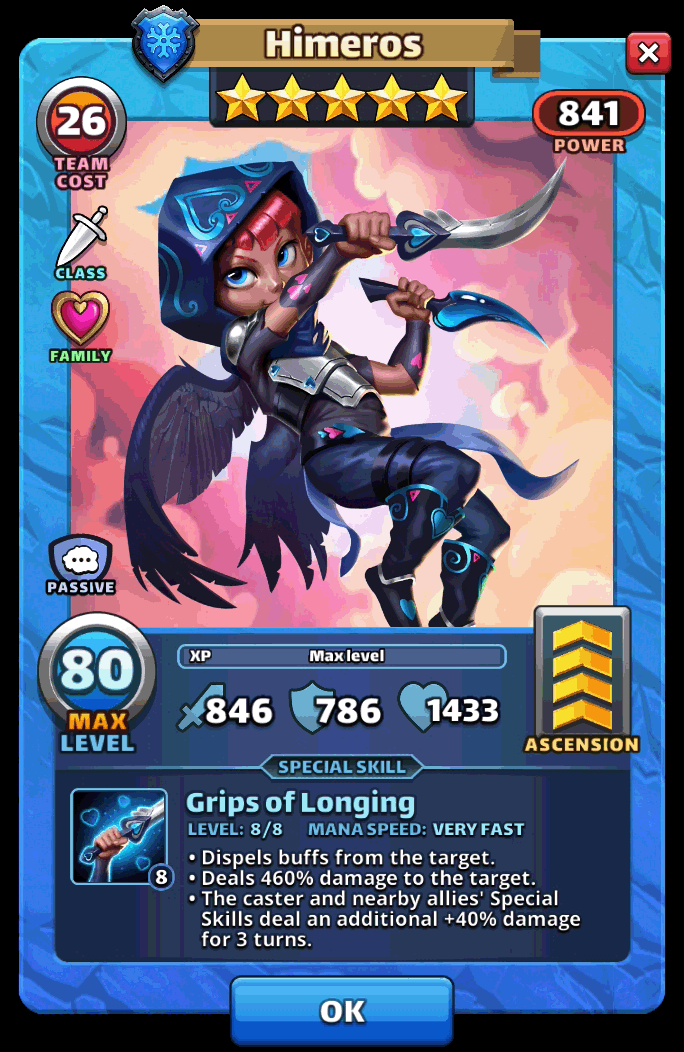 Himeros
26
TEAM
COST
841
POWER
CLASS
FAMILY
PASSIVE
80
MAX
LEVEL
XP Max level
846 786 1433
ASCENSION
SPECIAL SKILL
Grips of Longing
LEVEL: 8/8 MANA SPEED: VERY FAST
8
• Dispels buffs from the target.
• Deals 460% damage to the target.
• The caster and nearby allies' Special
Skills deal an additional +40% damage
for 3 turns.
OK